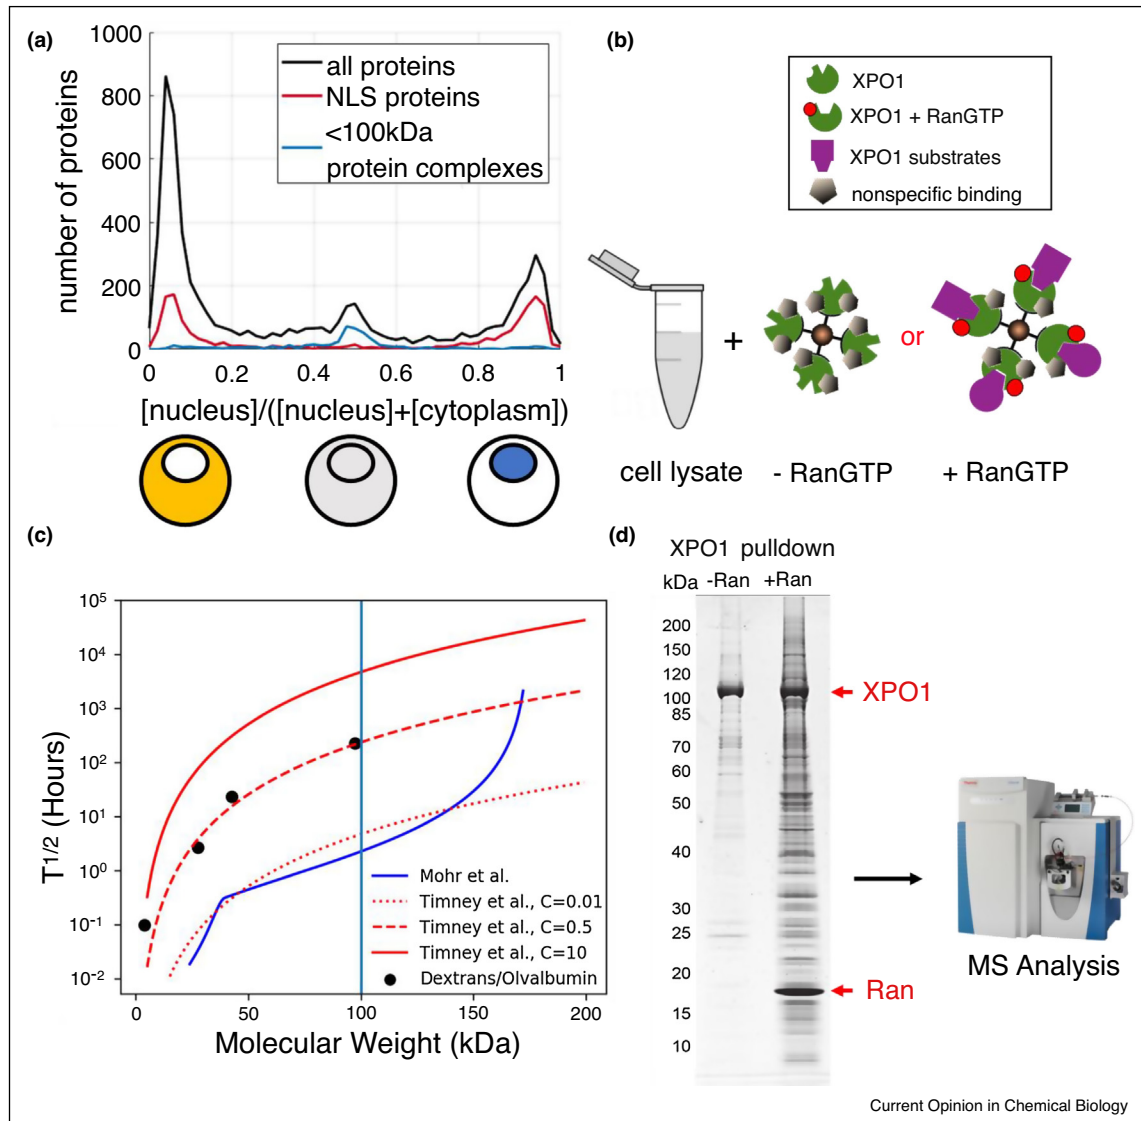 (a)
1000
800
600
400
200
0
number of proteins
all proteins
NLS proteins
<100kDa
protein complexes
0 0.2 0.4 0.6 0.8 1
[nucleus]/([nucleus]+[cytoplasm])
(b)
XPO1
XPO1 + RanGTP
XPO1 substrates
nonspecific binding
+
or
cell lysate
- RanGTP
+ RanGTP
(c)
10⁵
10⁴
10³
10²
10¹
10⁰
10⁻¹
10⁻²
T1/2 (Hours)
Mohr et al.
Timney et al., C=0.01
Timney et al., C=0.5
Timney et al., C=10
Dextrans/Olvalbumin
0 50 100 150 200
Molecular Weight (kDa)
(d)
XPO1 pulldown
kDa -Ran +Ran
200
150
120
100
85
70
60
50
40
30
25
20
15
10
XPO1
Ran
MS Analysis
Current Opinion in Chemical Biology